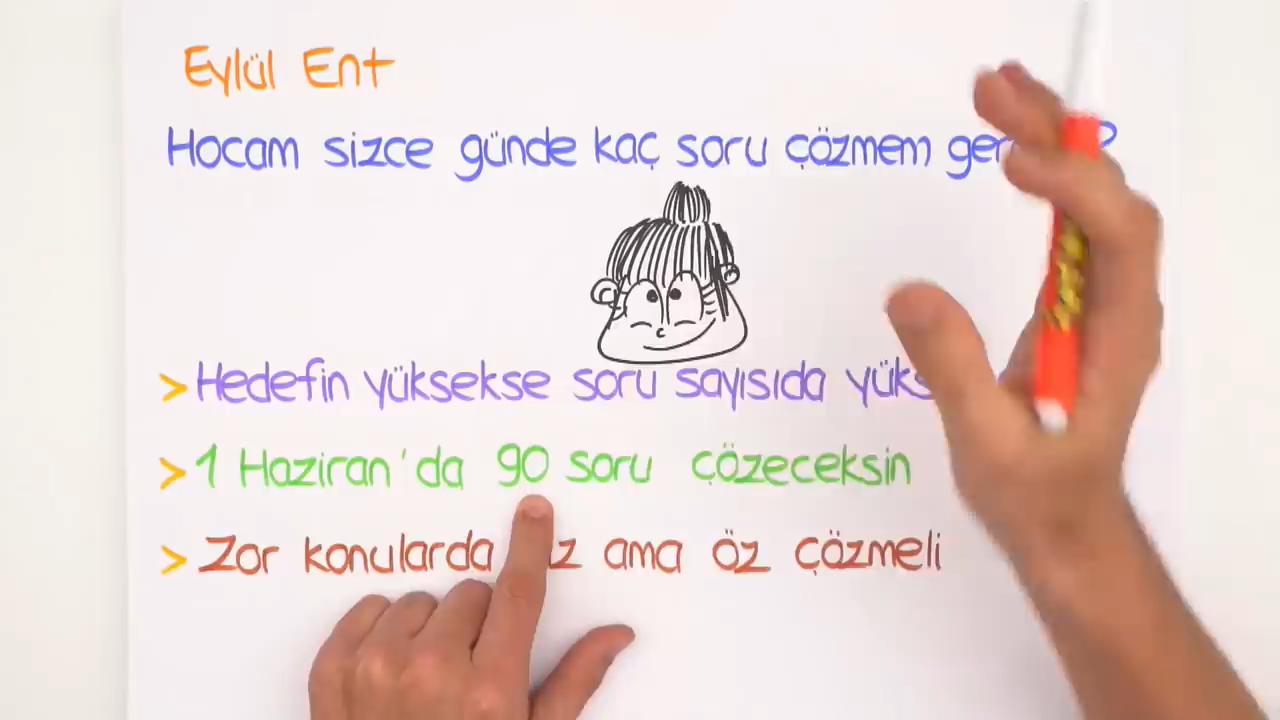 Eylül Ent
Hocam sizce günde kaç soru çözmem ?
> Hedefin yüksekse soru sayısıda
> 1 Haziran'da 90 soru çözeceksin
> Zor konularda ama öz çözmeli